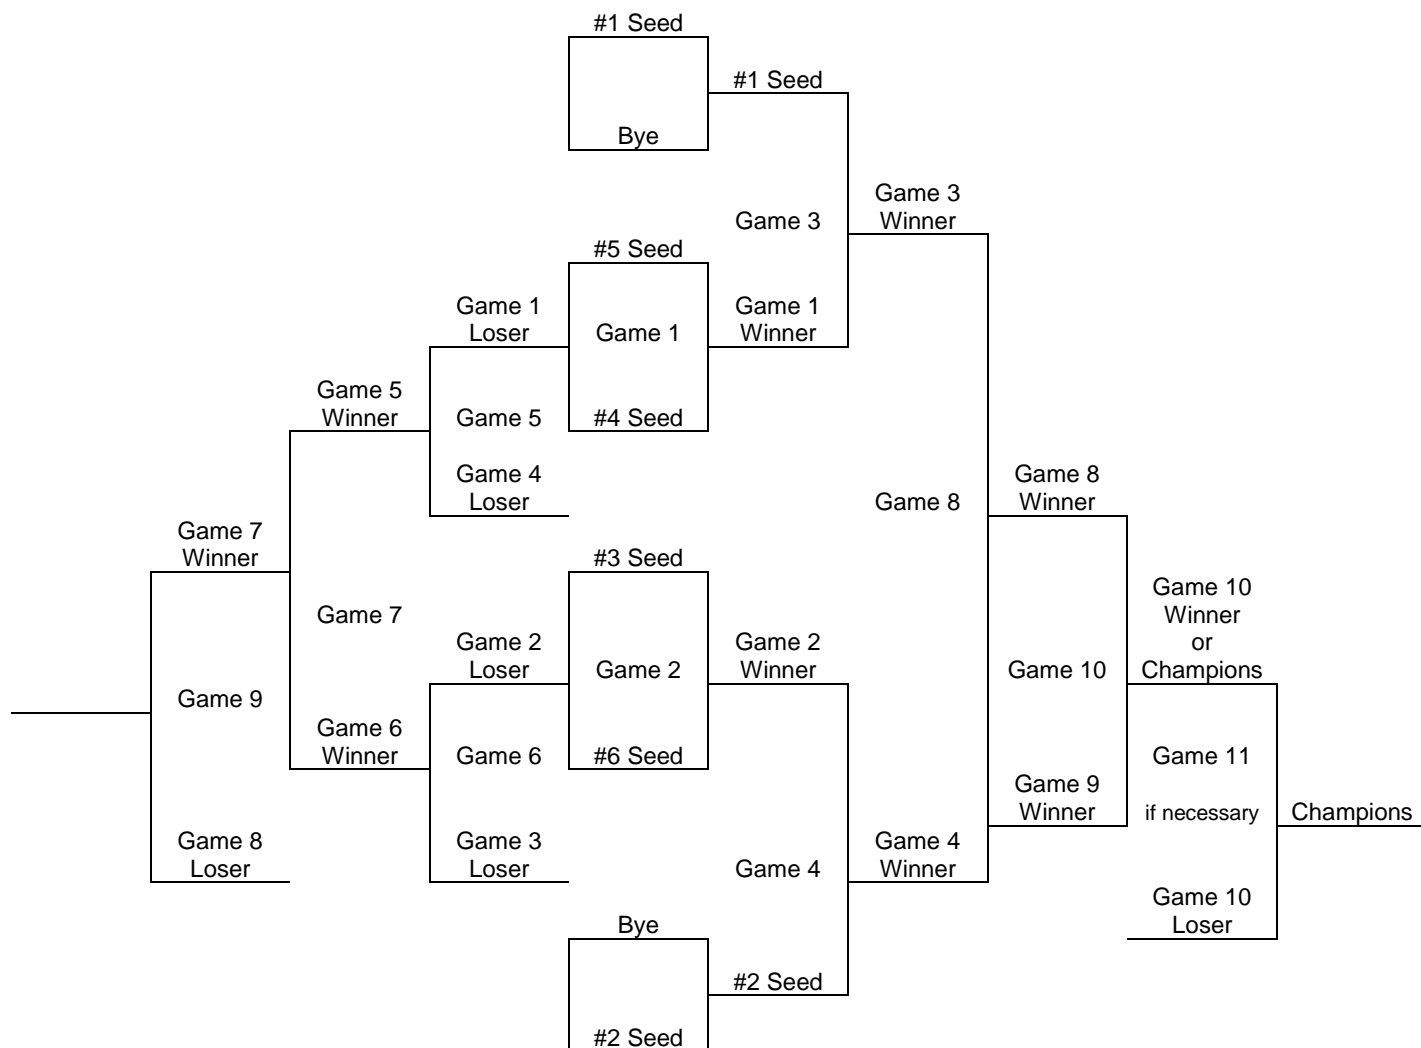 #1 Seed
#1 Seed
Bye
Game 3
Winner
Game 3
#5 Seed
Game 1
Loser
Game 1
Game 1
Winner
Game 5
Winner
Game 5
#4 Seed
Game 4
Loser
Game 8
Game 8
Winner
Game 7
Winner
#3 Seed
Game 10
Winner
or
Champions
Game 7
Game 2
Loser
Game 2
Game 2
Winner
Game 10
Game 9
Game 6
Winner
Game 6
#6 Seed
Game 11
if necessary
Game 9
Winner
Champions
Game 8
Loser
Game 3
Loser
Game 4
Game 4
Winner
Game 10
Loser
Bye
#2 Seed
#2 Seed